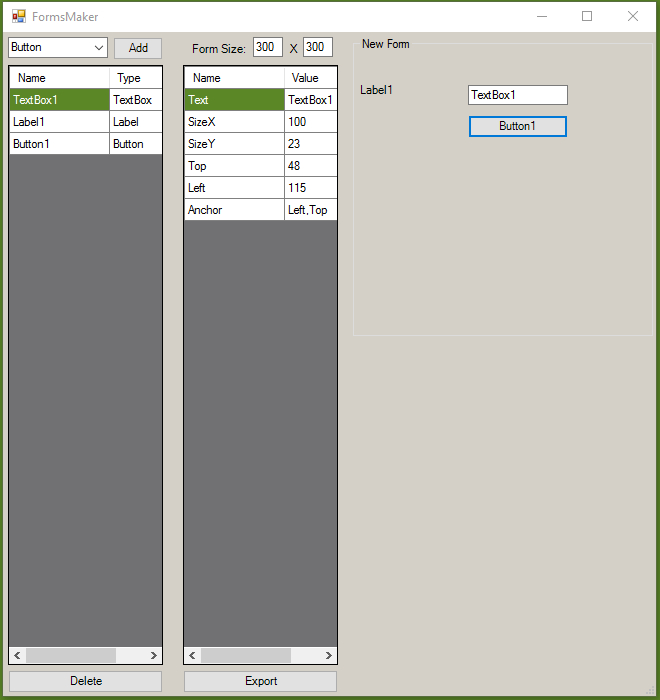 FormsMaker
Button Add
Form Size: 300 X 300
Name Type
TextBox1 TextBox
Label1 Label
Button1 Button
Name Value
Text TextBox1
SizeX 100
SizeY 23
Top 48
Left 115
Anchor Left,Top
Delete
Export
New Form
Label1
TextBox1
Button1